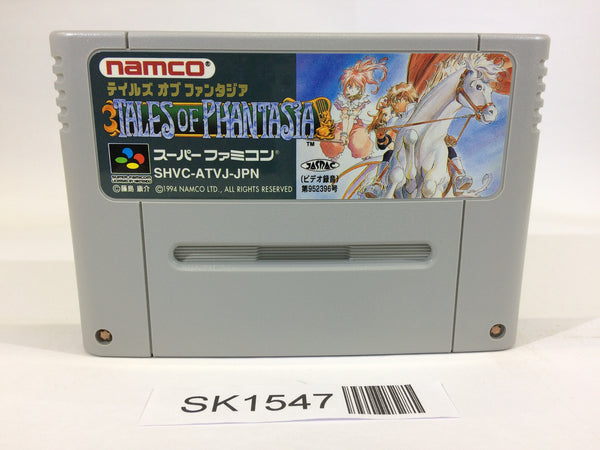 namco®
テイルズ オブ ファンタジア
TALES OF PHANTASIA
TM
スーパーファミコン®
SHVC-ATVJ-JPN
©藤島 康介 ©1994 NAMCO LTD., ALL RIGHTS RESERVED
JASRAC
(ビデオ録音)
第952396号
SK1547